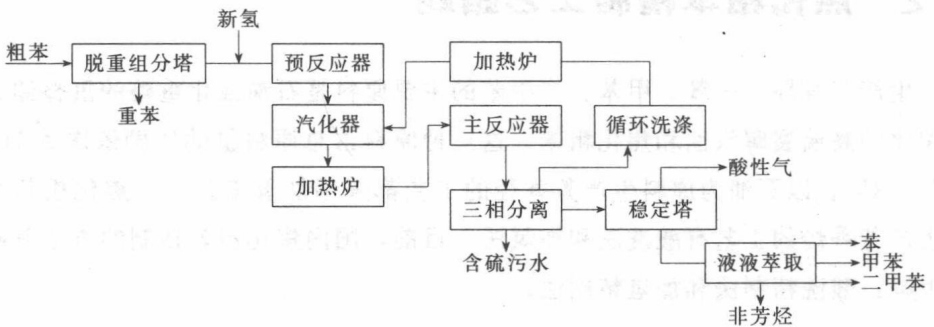 新氢
粗苯
脱重组分塔
预反应器
加热炉
重苯
汽化器
主反应器
循环洗涤
加热炉
酸性气
三相分离
稳定塔
含硫污水
液液萃取
苯
甲苯
二甲苯
非芳烃